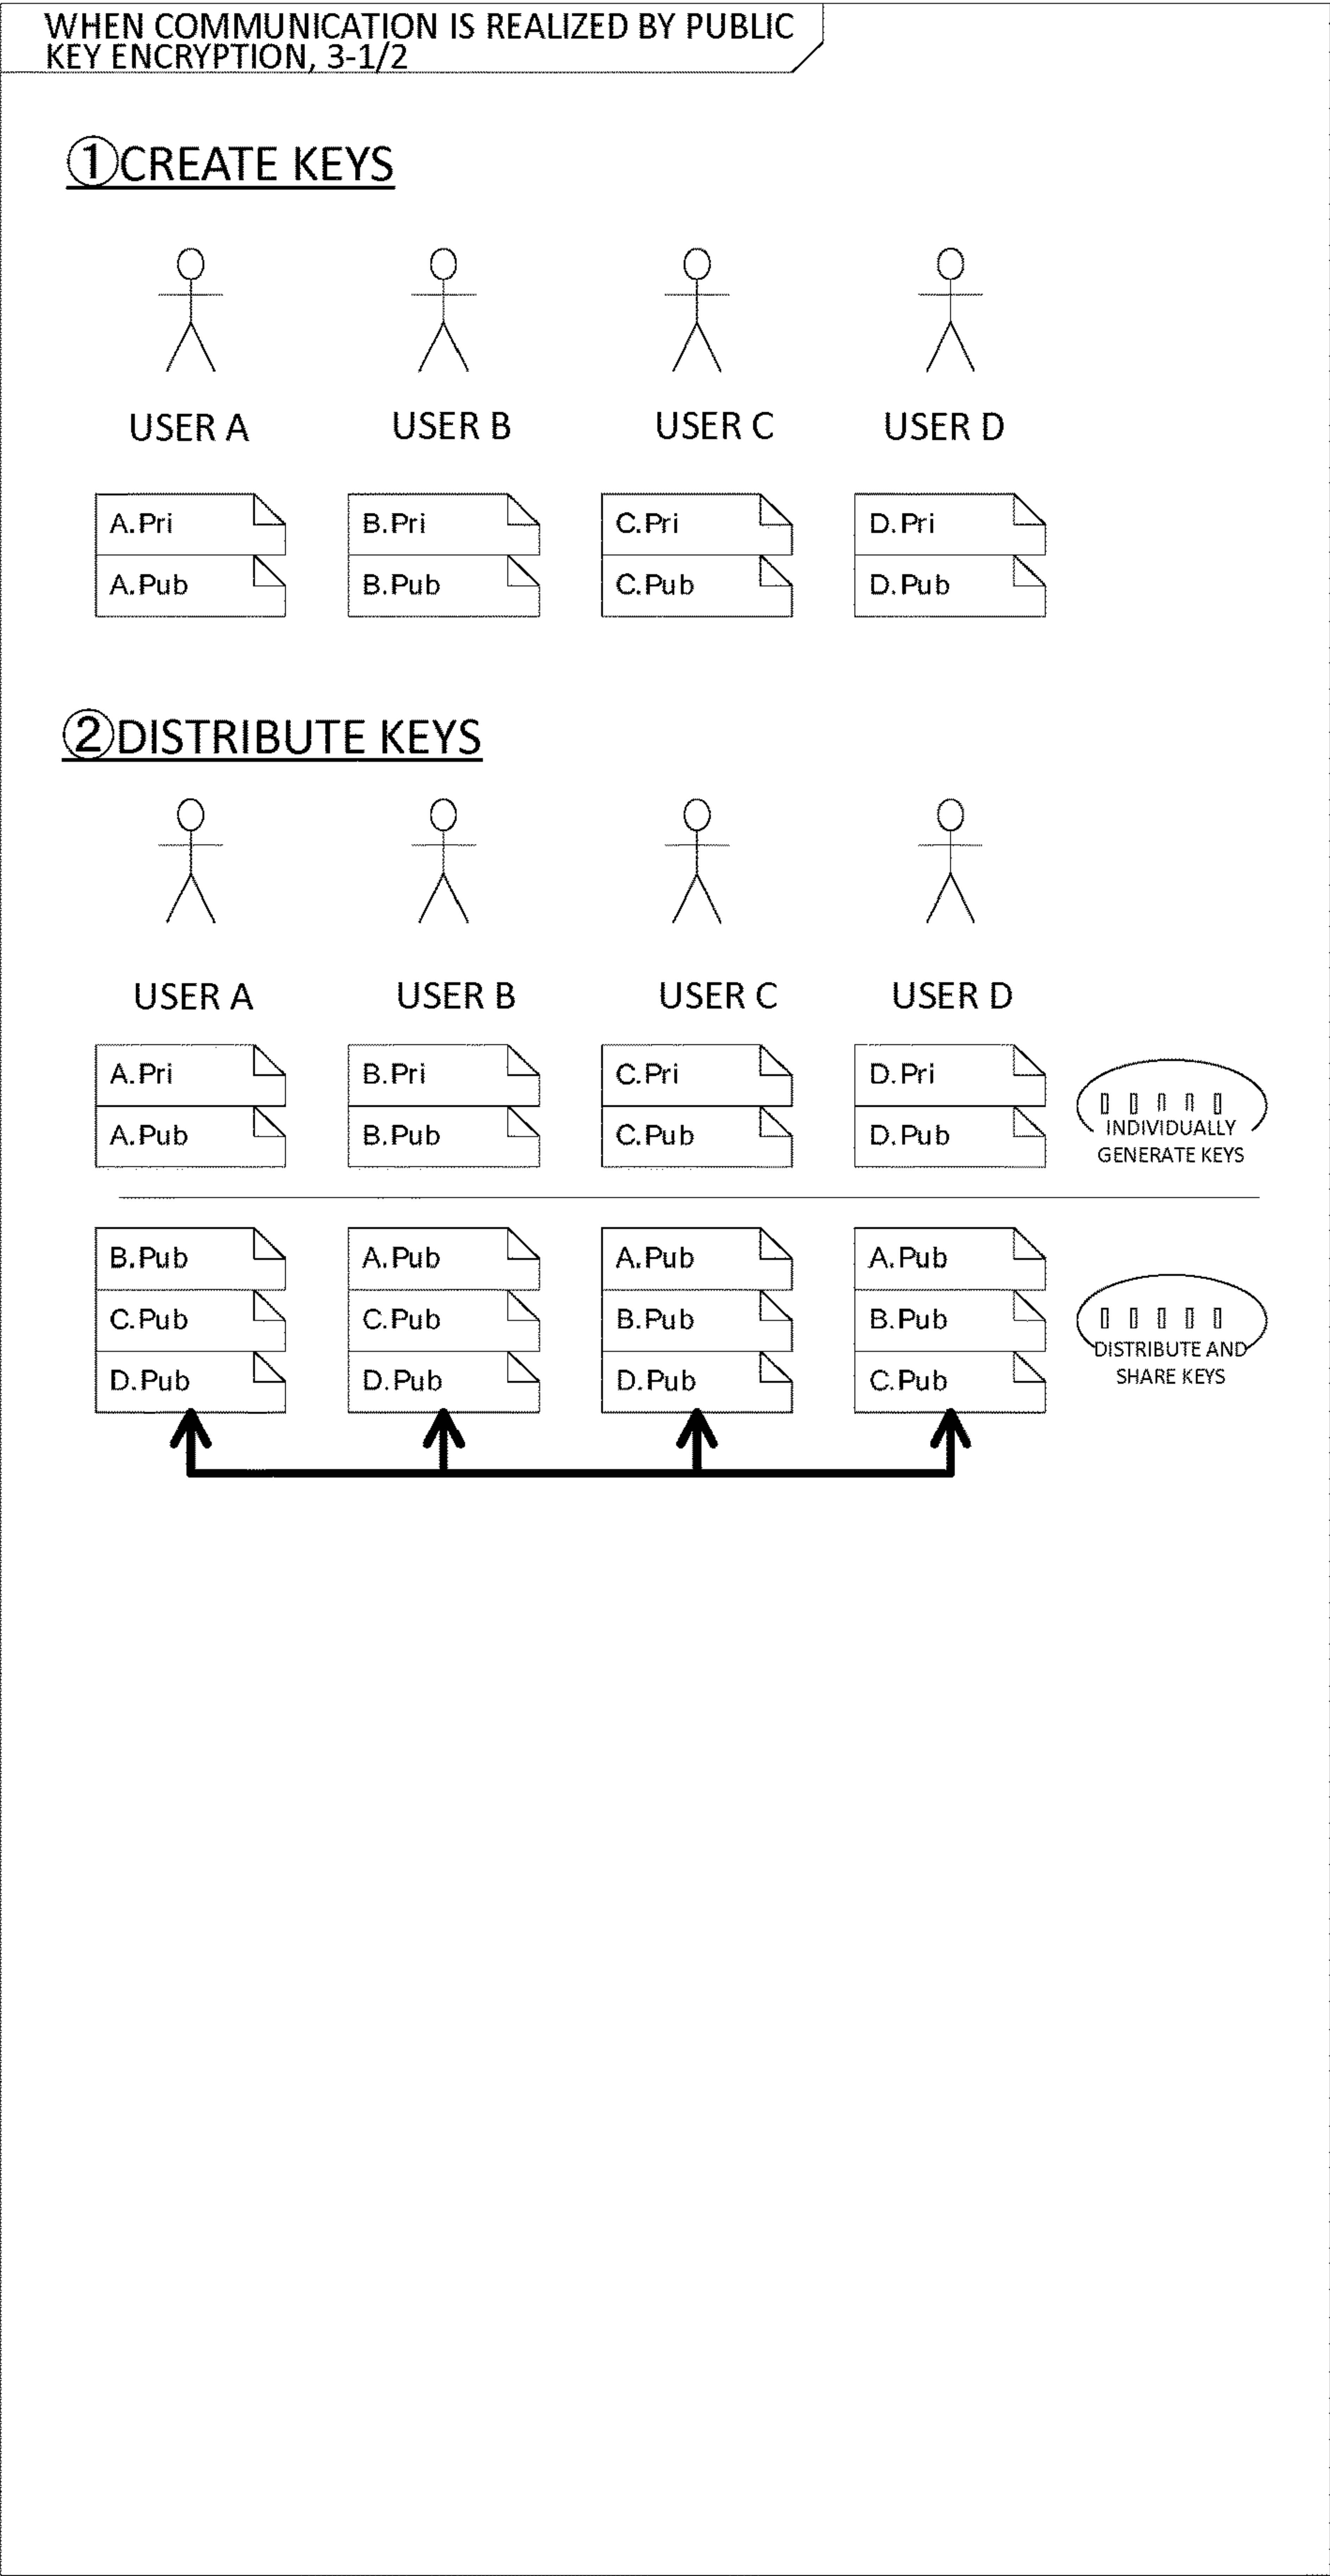 WHEN COMMUNICATION IS REALIZED BY PUBLIC
KEY ENCRYPTION, 3-1/2
①CREATE KEYS
USER A USER B USER C USER D
A.Pri B.Pri C.Pri D.Pri
A.Pub B.Pub C.Pub D.Pub
②DISTRIBUTE KEYS
USER A USER B USER C USER D
A.Pri B.Pri C.Pri D.Pri
A.Pub B.Pub C.Pub D.Pub
INDIVIDUALLY
GENERATE KEYS
B.Pub A.Pub A.Pub A.Pub
C.Pub C.Pub B.Pub B.Pub
D.Pub D.Pub D.Pub C.Pub
DISTRIBUTE AND
SHARE KEYS